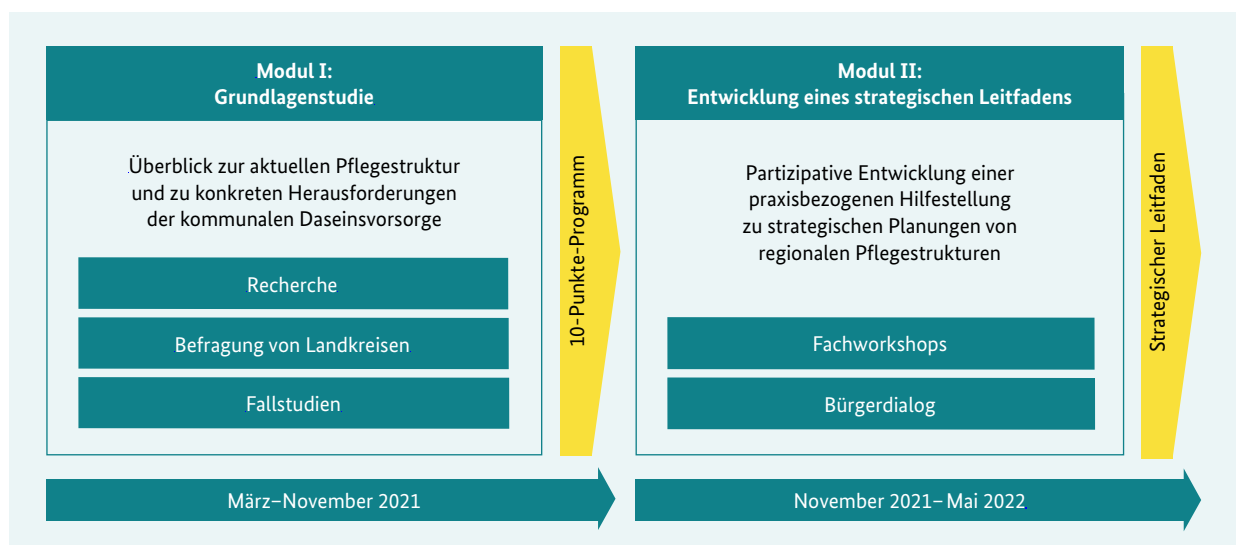 Modul I:
Grundlagenstudie
Überblick zur aktuellen Pflegestruktur
und zu konkreten Herausforderungen
der kommunalen Daseinsvorsorge
Recherche
Befragung von Landkreisen
Fallstudien
10-Punkte-Programm
März–November 2021
Modul II:
Entwicklung eines strategischen Leitfadens
Partizipative Entwicklung einer
praxisbezogenen Hilfestellung
zu strategischen Planungen von
regionalen Pflegestrukturen
Fachworkshops
Bürgerdialog
Strategischer Leitfaden
November 2021–Mai 2022